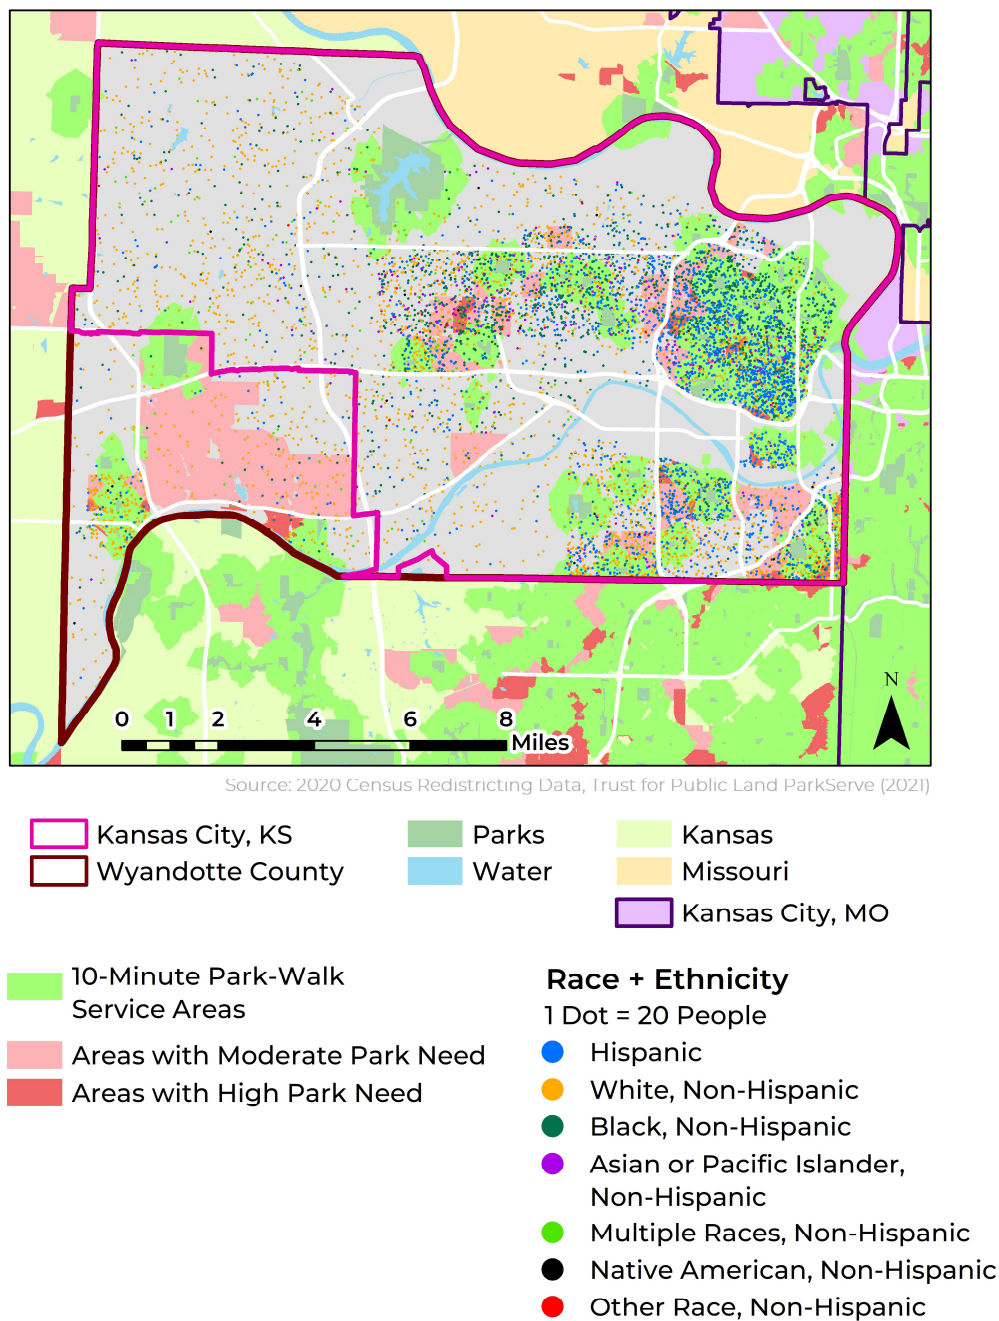 N
0 1 2 4 6 8
Miles
Source: 2020 Census Redistricting Data, Trust for Public Land ParkServe (2021)
Kansas City, KS
Wyandotte County
Parks
Water
Kansas
Missouri
Kansas City, MO
10-Minute Park-Walk
Service Areas
Areas with Moderate Park Need
Areas with High Park Need
Race + Ethnicity
1 Dot = 20 People
Hispanic
White, Non-Hispanic
Black, Non-Hispanic
Asian or Pacific Islander,
Non-Hispanic
Multiple Races, Non-Hispanic
Native American, Non-Hispanic
Other Race, Non-Hispanic